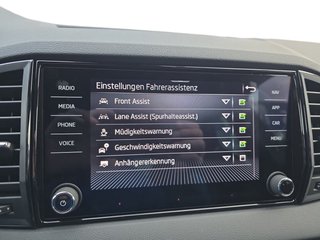 Einstellungen Fahrerassistenz
RADIO
NAV
Front Assist
MEDIA
APP
Lane Assist (Spurhalteassist.)
PHONE
CAR
Müdigkeitswarnung
VOICE
MENU
Geschwindigkeitswarnung
Anhängererkennung